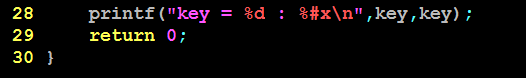 28     printf("key = %d : %#x\n",key,key);
29     return 0;
30 }